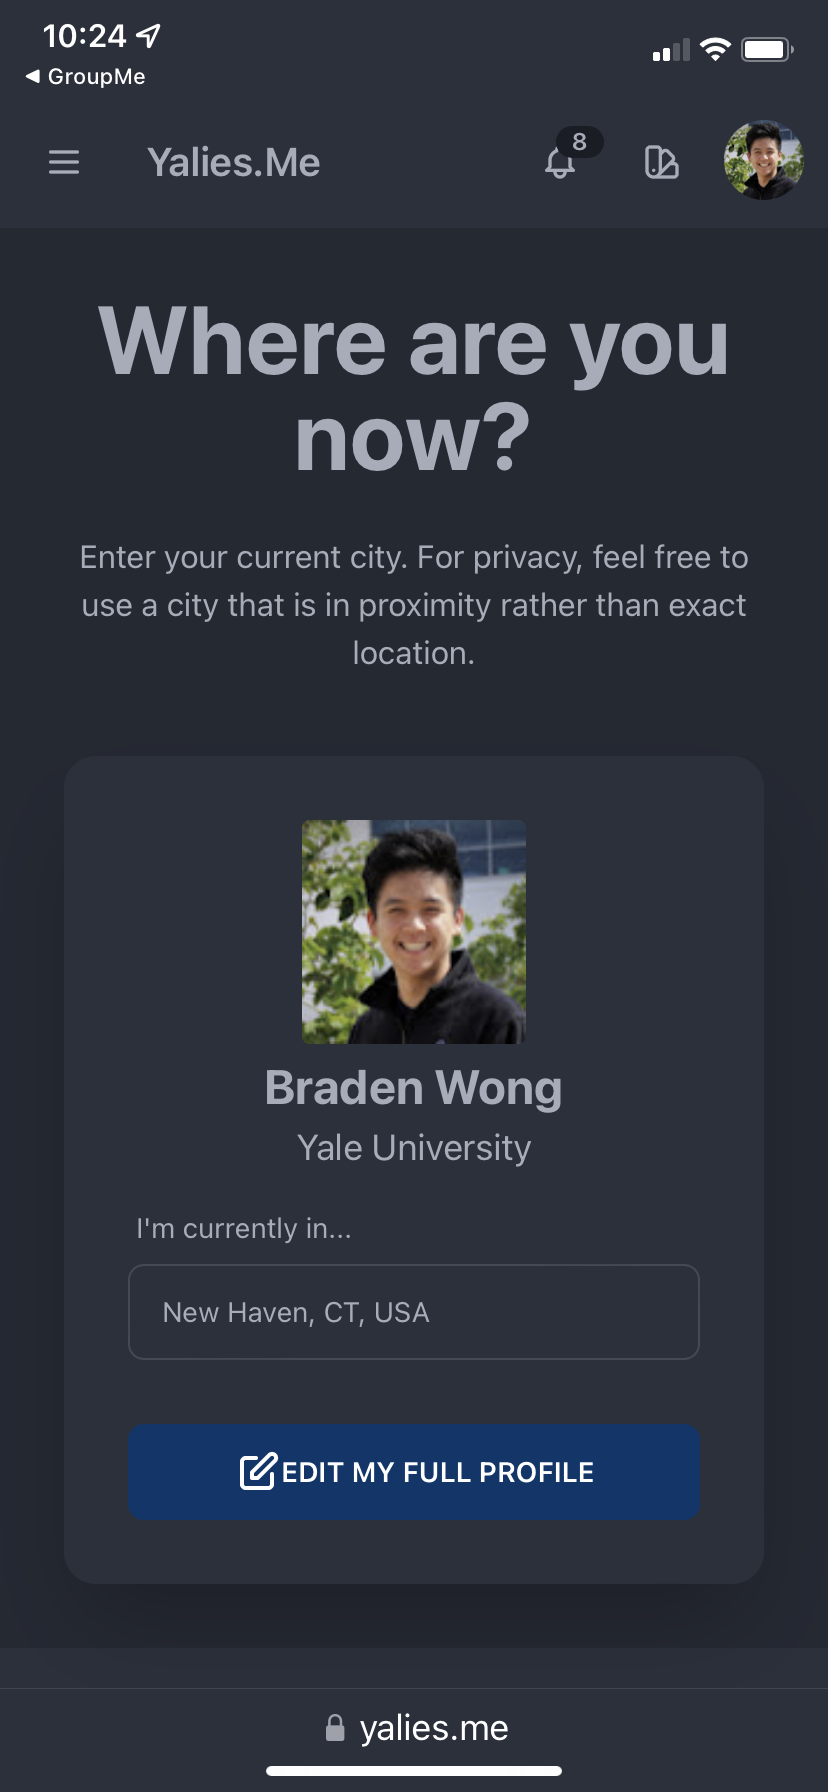 10:24
◀ GroupMe
Yalies.Me
8
Where are you
now?
Enter your current city. For privacy, feel free to
use a city that is in proximity rather than exact
location.
Braden Wong
Yale University
I'm currently in...
New Haven, CT, USA
EDIT MY FULL PROFILE
yalies.me